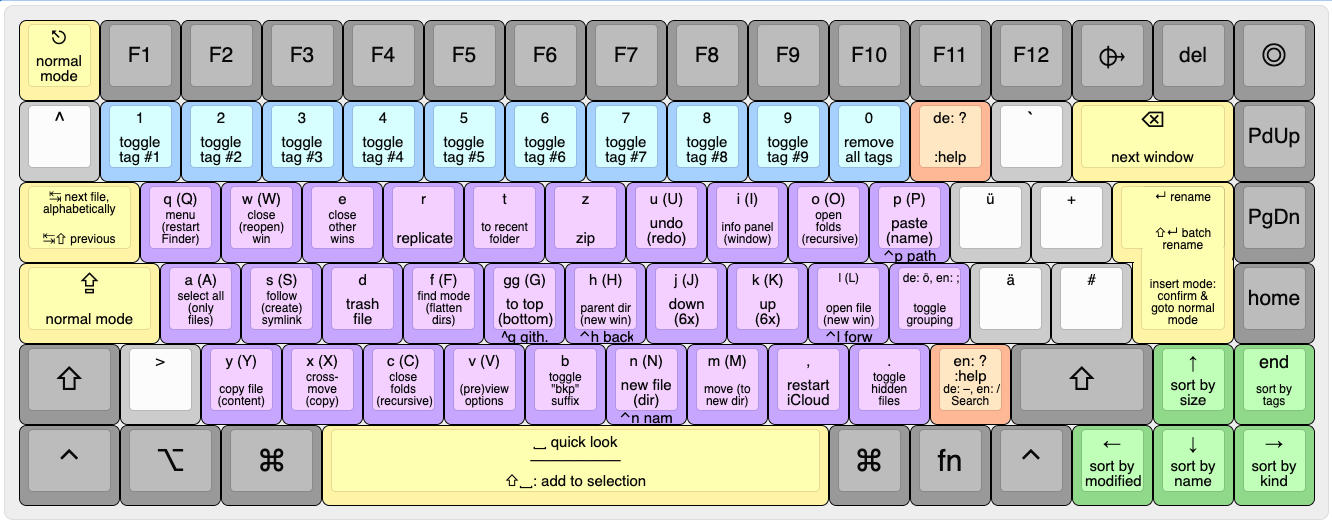 ⎋
normal
mode
F1
F2
F3
F4
F5
F6
F7
F8
F9
F10
F11
F12
⌽
del
◎
^
1
toggle
tag #1
2
toggle
tag #2
3
toggle
tag #3
4
toggle
tag #4
5
toggle
tag #5
6
toggle
tag #6
7
toggle
tag #7
8
toggle
tag #8
9
toggle
tag #9
0
remove
all tags
de: ?
:help
`
⌫
next window
PdUp
↹ next file,
alphabetically
↹⇧ previous
q (Q)
menu
(restart
Finder)
w (W)
close
(reopen)
win
e
close
other
wins
r
replicate
t
to recent
folder
z
zip
u (U)
undo
(redo)
i (I)
info panel
(window)
o (O)
open
folds
(recursive)
p (P)
paste
(name)
^p path
ü
+
↵ rename
⇧↵ batch
rename
insert mode:
confirm &
goto normal
mode
PgDn
⇪
normal mode
a (A)
select all
(only
files)
s (S)
follow
(create)
symlink
d
trash
file
f (F)
find mode
(flatten
dirs)
gg (G)
to top
(bottom)
^g gith.
h (H)
parent dir
(new win)
^h back
j (J)
down
(6x)
k (K)
up
(6x)
l (L)
open file
(new win)
^l forw
de: ö, en: ;
toggle
grouping
ä
#
home
⇧
>
y (Y)
copy file
(content)
x (X)
cross-
move
(copy)
c (C)
close
folds
(recursive)
v (V)
(pre)view
options
b
toggle
"bkp"
suffix
n (N)
new file
(dir)
^n nam
m (M)
move (to
new dir)
,
restart
iCloud
.
toggle
hidden
files
en: ?
:help
de: –, en: /
Search
⇧
↑
sort by
size
end
sort by
tags
^
⌥
⌘
⎵ quick look
⇧⎵: add to selection
⌘
fn
^
←
sort by
modified
↓
sort by
name
→
sort by
kind